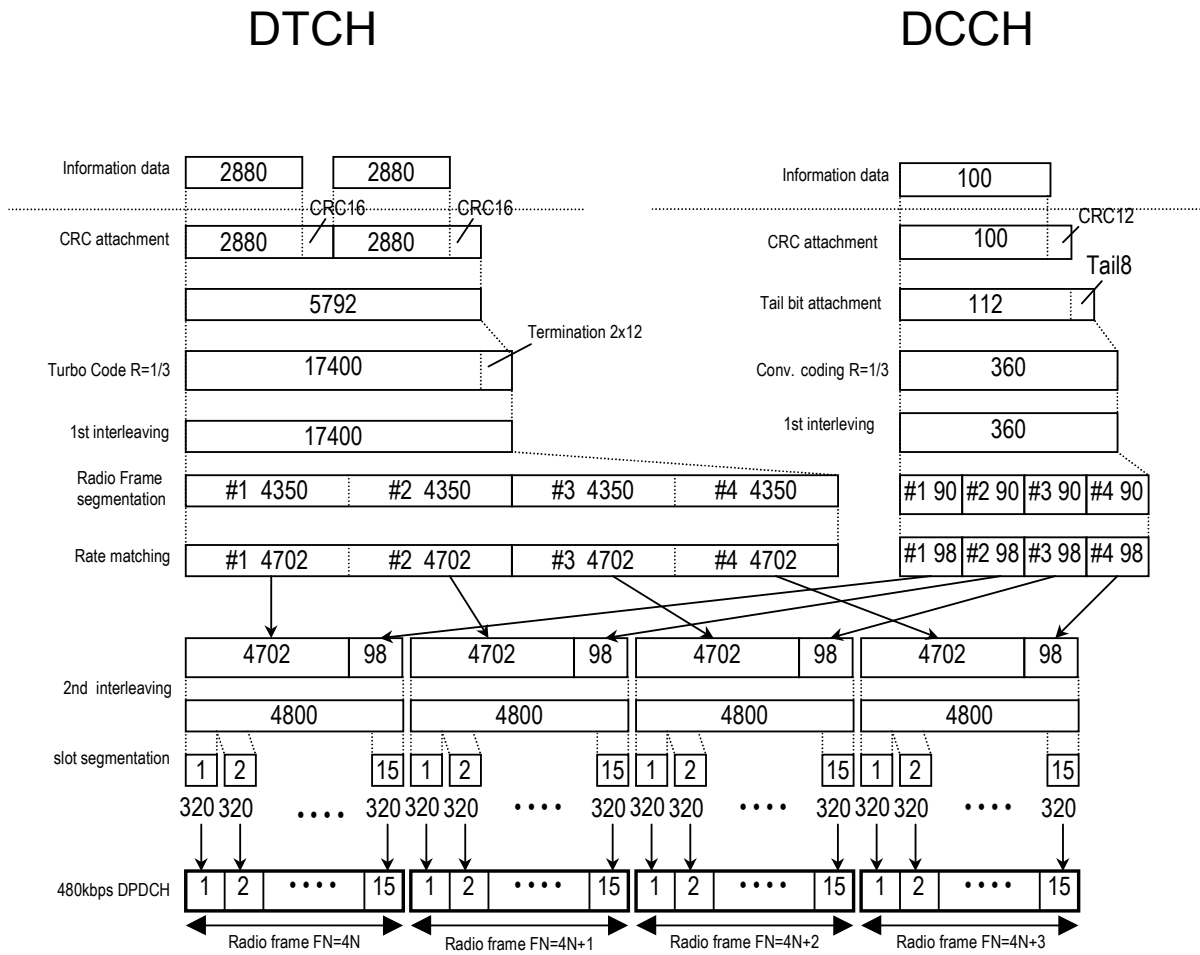 DTCH DCCH
Information data 2880 2880 Information data 100
CRC16 CRC16 CRC12
CRC attachment 2880 2880 CRC attachment 100
Tail8
5792 Tail bit attachment 112
Termination 2x12
Turbo Code R=1/3 17400 Conv. coding R=1/3 360
1st interleaving 17400 1st interleving 360
Radio Frame
segmentation
#1 4350 #2 4350 #3 4350 #4 4350 #1 90 #2 90 #3 90 #4 90
Rate matching #1 4702 #2 4702 #3 4702 #4 4702 #1 98 #2 98 #3 98 #4 98
4702 98 4702 98 4702 98 4702 98
2nd interleaving
4800 4800 4800 4800
slot segmentation 1 2 15 1 2 15 1 2 15 1 2 15
320 320 •••• 320 320 320 •••• 320 320 320 •••• 320 320 320 •••• 320
480kbps DPDCH 1 2 •••• 15 1 2 •••• 15 1 2 •••• 15 1 2 •••• 15
Radio frame FN=4N Radio frame FN=4N+1 Radio frame FN=4N+2 Radio frame FN=4N+3